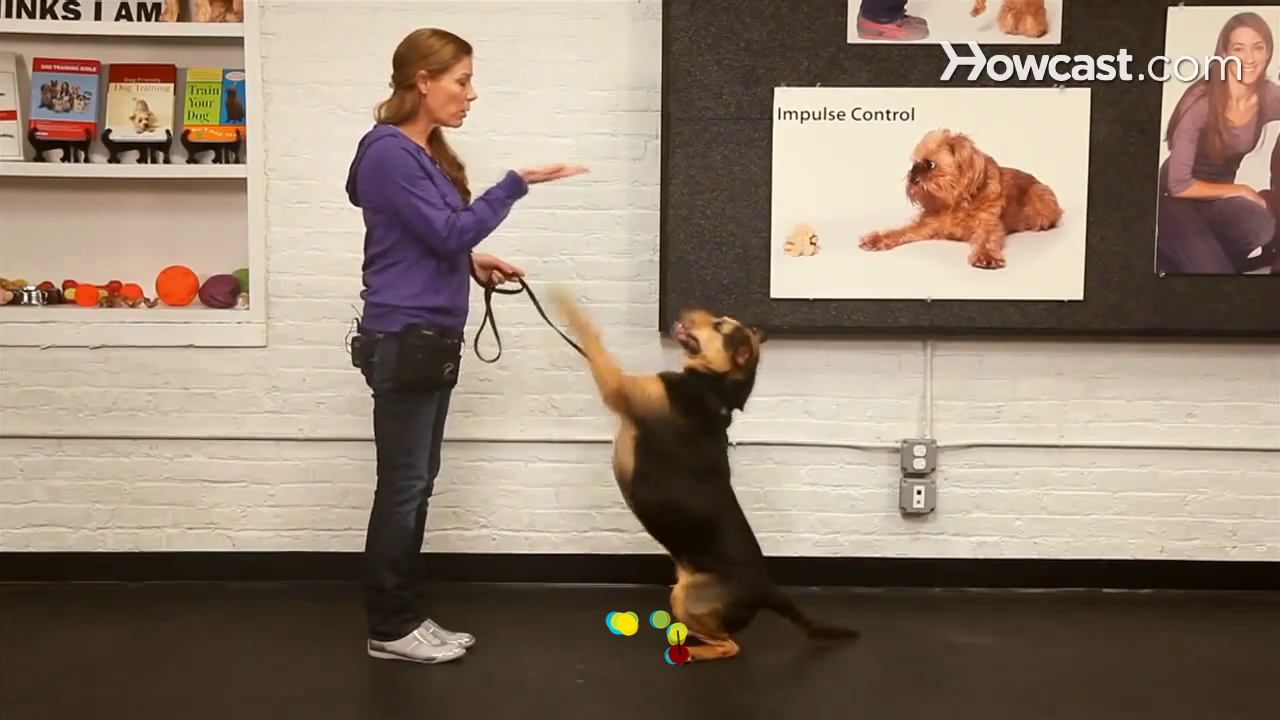 INKS I AM
DOG TRAINING BIBLE
Dog-Friendly
Dog Training
Train
Your
Dog
Howcast.com
Impulse Control